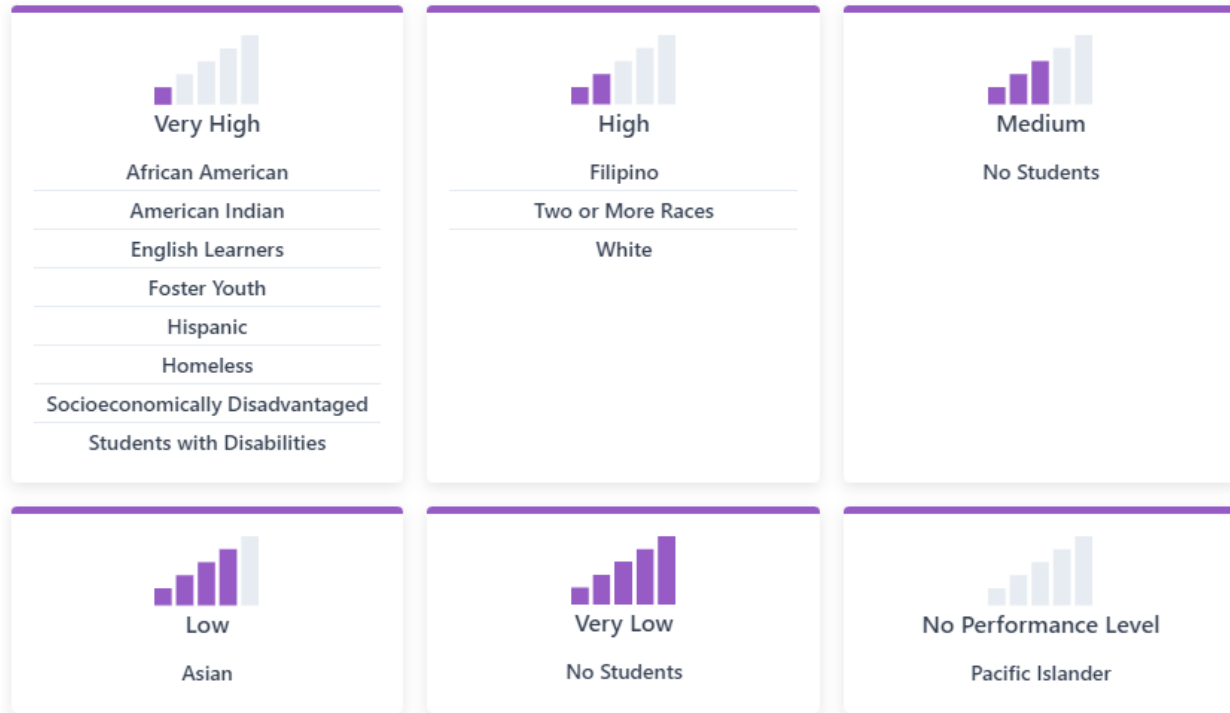 Very High
African American
American Indian
English Learners
Foster Youth
Hispanic
Homeless
Socioeconomically Disadvantaged
Students with Disabilities
High
Filipino
Two or More Races
White
Medium
No Students
Low
Asian
Very Low
No Students
No Performance Level
Pacific Islander